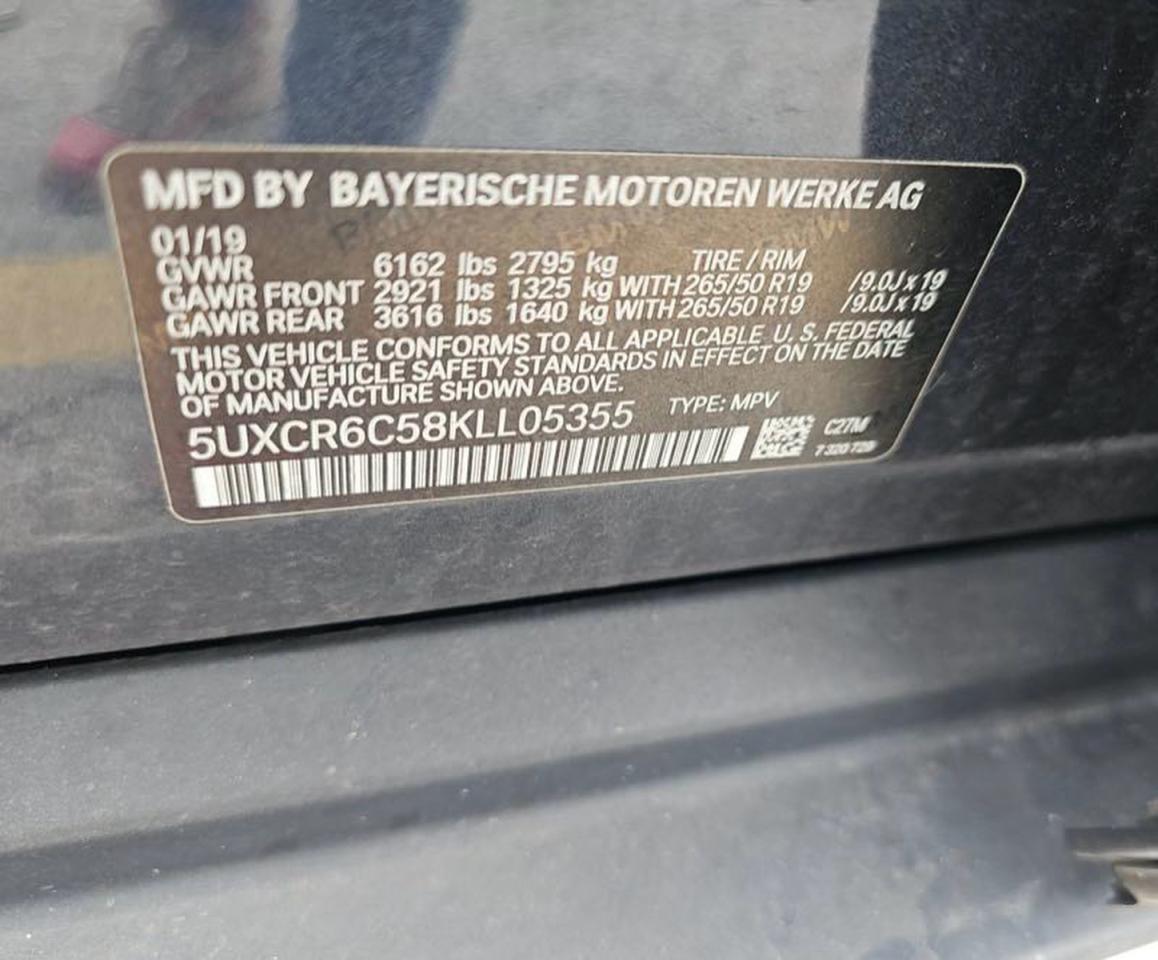 MFD BY BAYERISCHE MOTOREN WERKE AG
01/19
GVWR 6162 lbs 2795 kg TIRE / RIM
GAWR FRONT 2921 lbs 1325 kg WITH 265/50 R19 /9.0J x 19
GAWR REAR 3616 lbs 1640 kg WITH 265/50 R19 /9.0J x 19
THIS VEHICLE CONFORMS TO ALL APPLICABLE U. S. FEDERAL
MOTOR VEHICLE SAFETY STANDARDS IN EFFECT ON THE DATE
OF MANUFACTURE SHOWN ABOVE.
5UXCR6C58KLL05355 TYPE: MPV
C27M